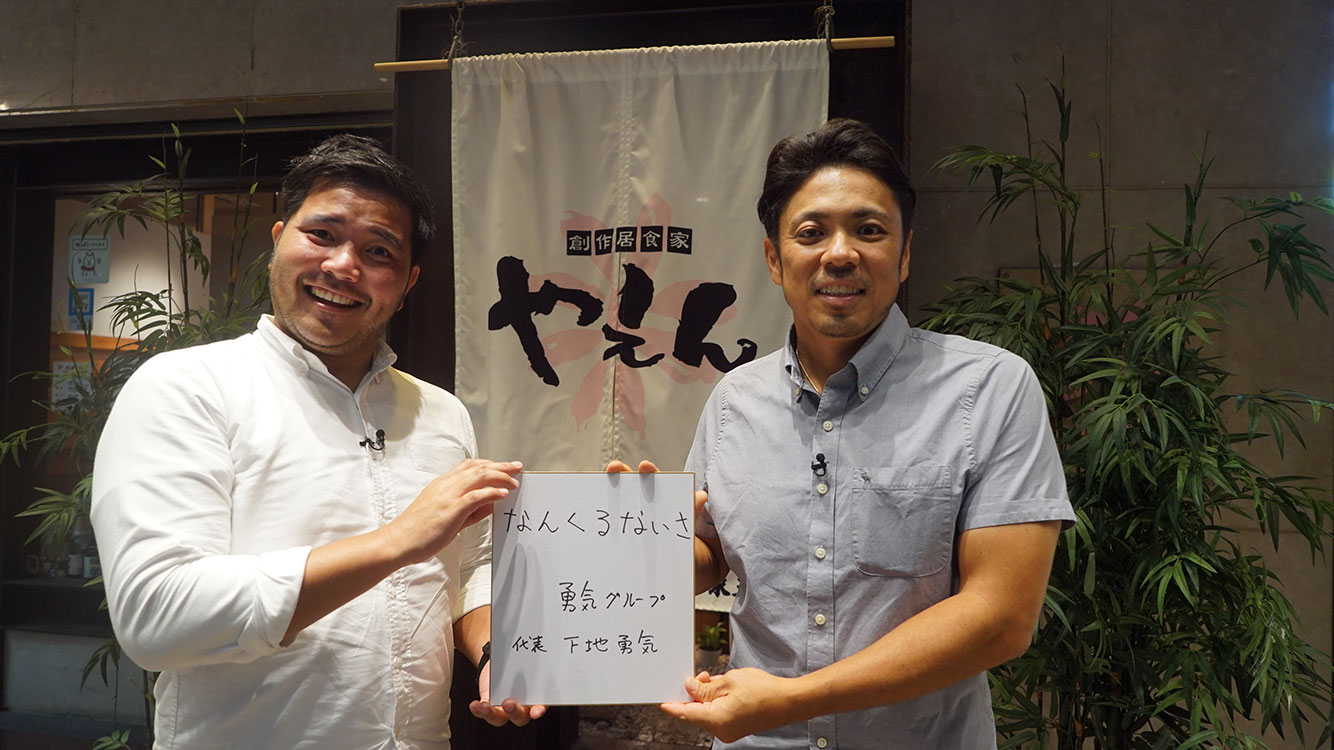 創作居食家
やえん
なんくるないさ
勇気グループ
代表 下地勇気